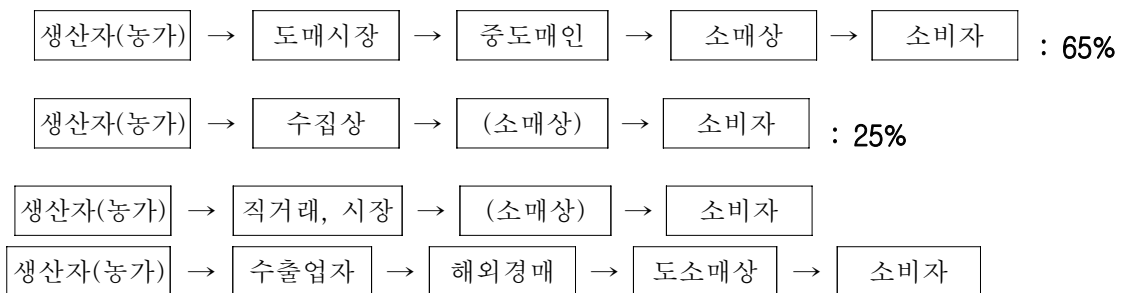 생산자(농가) → 도매시장 → 중도매인 → 소매상 → 소비자 : 65%
생산자(농가) → 수집상 → (소매상) → 소비자 : 25%
생산자(농가) → 직거래, 시장 → (소매상) → 소비자
생산자(농가) → 수출업자 → 해외경매 → 도소매상 → 소비자